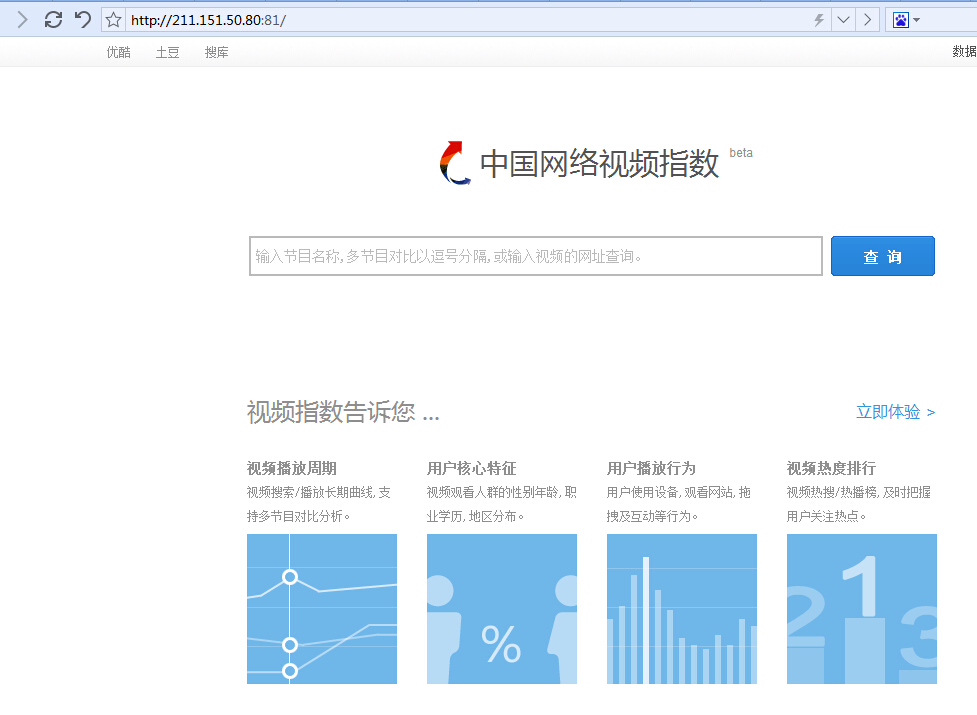 http://211.151.50.80:81/
优酷 土豆 搜库 数据
中国网络视频指数 beta
输入节目名称,多节目对比以逗号分隔,或输入视频的网址查询。
查 询
视频指数告诉您 ...
立即体验 >
视频播放周期
视频搜索/播放长期曲线,支
持多节目对比分析。
用户核心特征
视频观看人群的性别年龄,职
业学历,地区分布。
%
用户播放行为
用户使用设备,观看网站,拖
拽及互动等行为。
视频热度排行
视频热搜/热播榜,及时把握
用户关注热点。
2 1 3